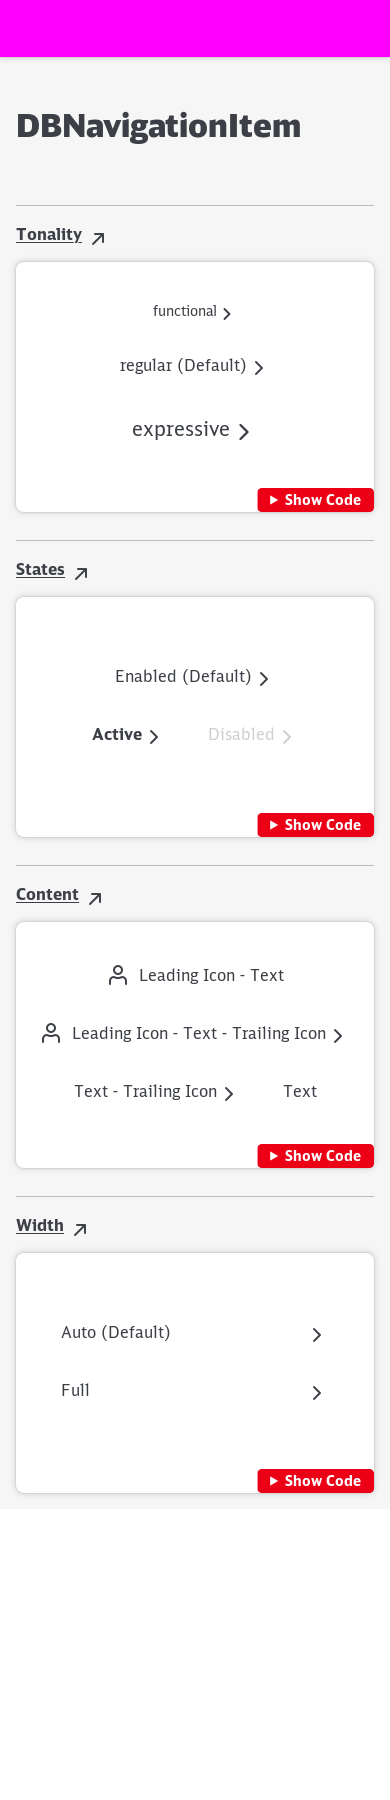 DBNavigationItem
Tonality
functional
regular (Default)
expressive
Show Code
States
Enabled (Default)
Active Disabled
Show Code
Content
Leading Icon - Text
Leading Icon - Text - Trailing Icon
Text - Trailing Icon Text
Show Code
Width
Auto (Default)
Full
Show Code